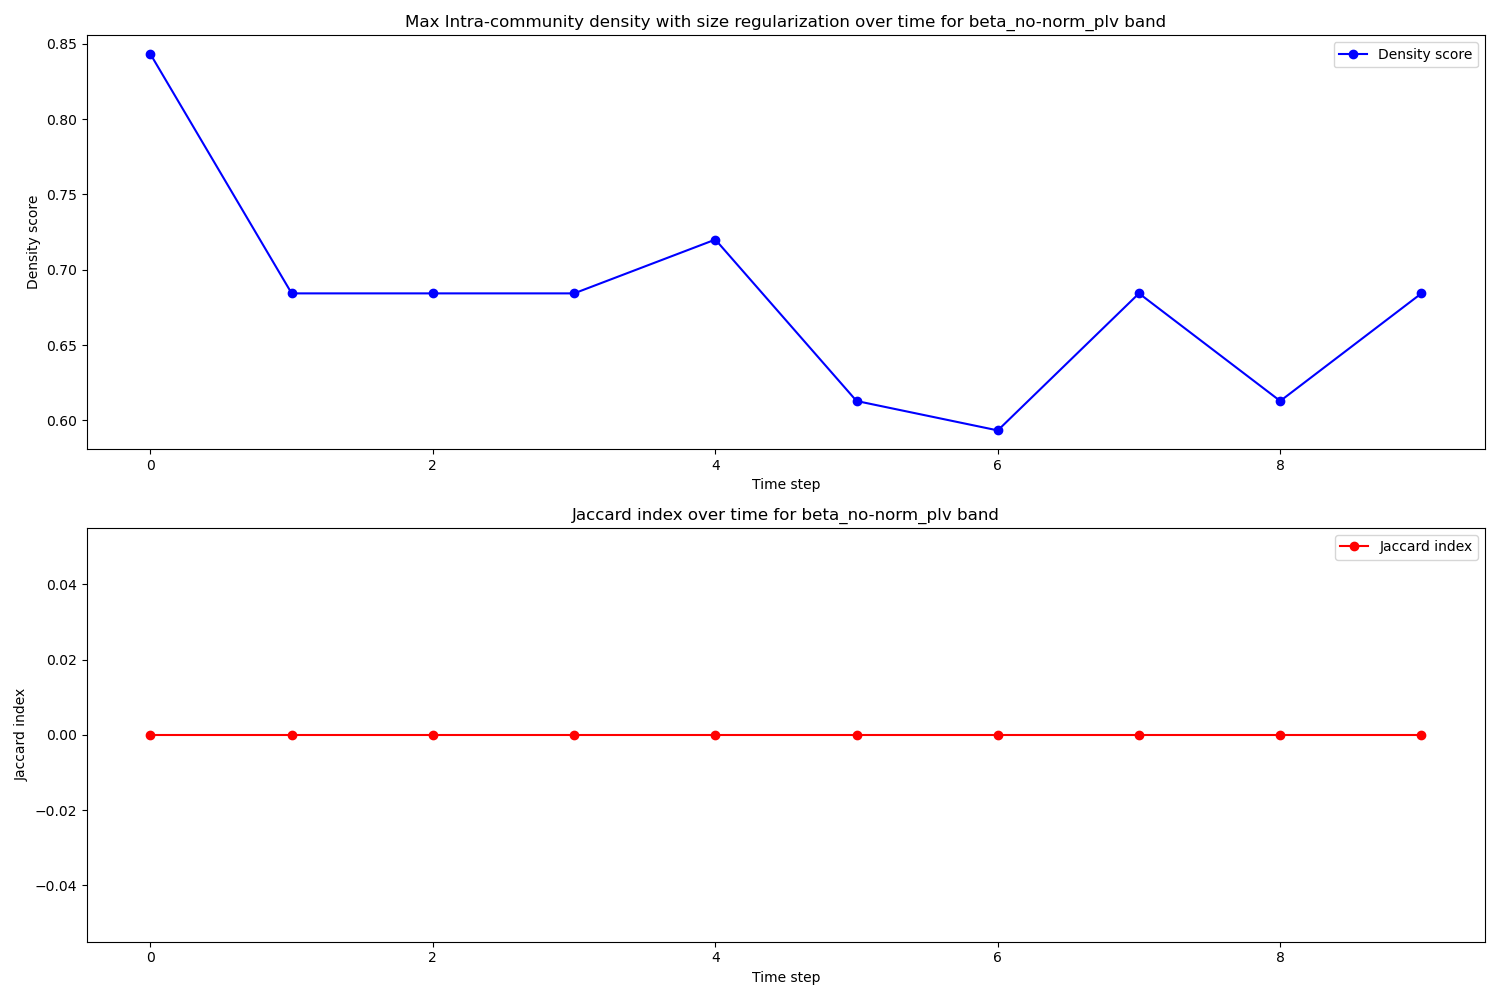 Max Intra-community density with size regularization over time for beta_no-norm_plv band
Density score
0.85
0.80
0.75
0.70
0.65
0.60
Density score
0 2 4 6 8
Time step
Jaccard index over time for beta_no-norm_plv band
Jaccard index
0.04
0.02
0.00
−0.02
−0.04
Jaccard index
0 2 4 6 8
Time step